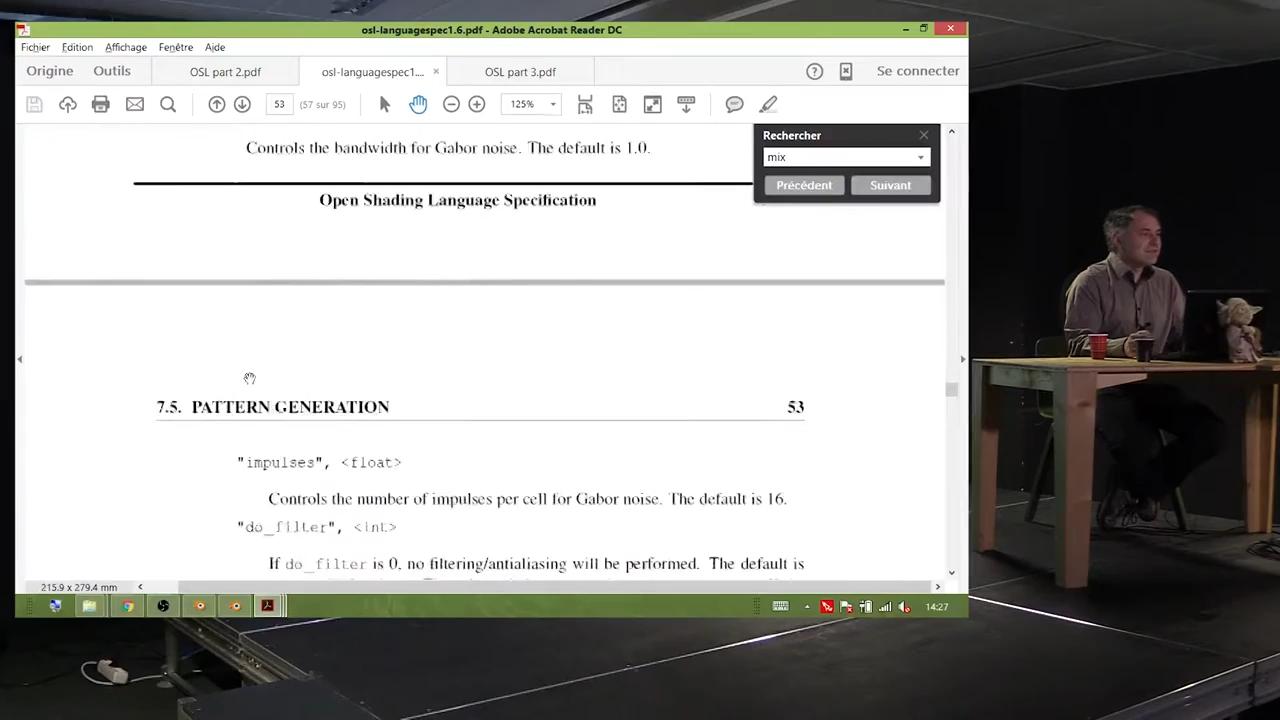 osl-languagespec1.6.pdf - Adobe Acrobat Reader DC
Fichier Edition Affichage Fenêtre Aide
Origine Outils OSL part 2.pdf osl-languagespec1.... × OSL part 3.pdf Se connecter
53 (57 sur 95) 125%
Rechercher
mix
Précédent Suivant
Controls the bandwidth for Gabor noise. The default is 1.0.
Open Shading Language Specification
7.5. PATTERN GENERATION 53
"impulses", <float>
Controls the number of impulses per cell for Gabor noise. The default is 16.
"do_filter", <int>
If do_filter is 0, no filtering/antialiasing will be performed. The default is
215.9 x 279.4 mm
14:27